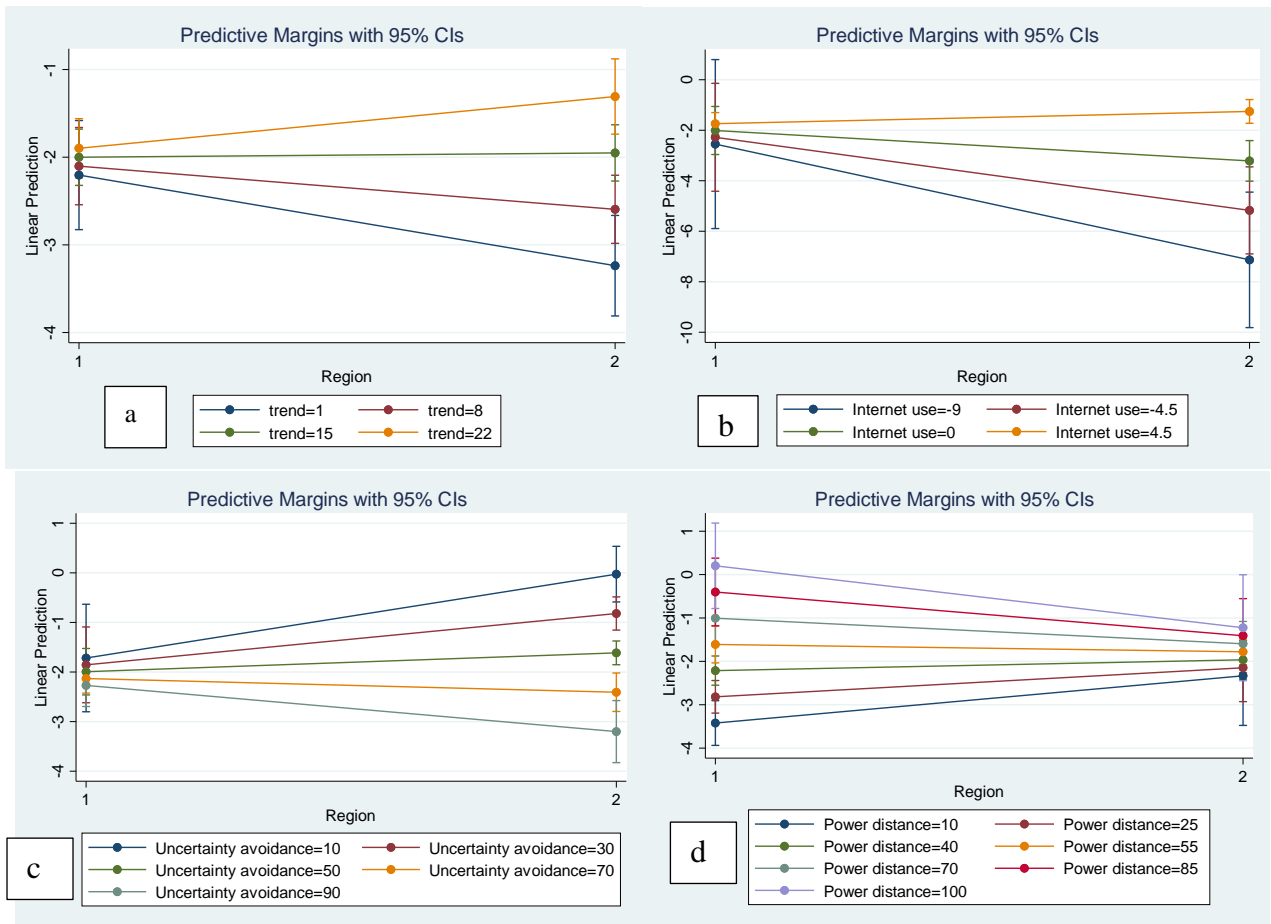 Predictive Margins with 95% CIs
Linear Prediction
-1
-2
-3
-4
1 2
Region
a
trend=1 trend=8
trend=15 trend=22
Predictive Margins with 95% CIs
Linear Prediction
0
-2
-4
-6
-8
-10
1 2
Region
b
Internet use=-9 Internet use=-4.5
Internet use=0 Internet use=4.5
Predictive Margins with 95% CIs
Linear Prediction
1
0
-1
-2
-3
-4
1 2
Region
c
Uncertainty avoidance=10 Uncertainty avoidance=30
Uncertainty avoidance=50 Uncertainty avoidance=70
Uncertainty avoidance=90
Predictive Margins with 95% CIs
Linear Prediction
1
0
-1
-2
-3
-4
1 2
Region
d
Power distance=10 Power distance=25
Power distance=40 Power distance=55
Power distance=70 Power distance=85
Power distance=100